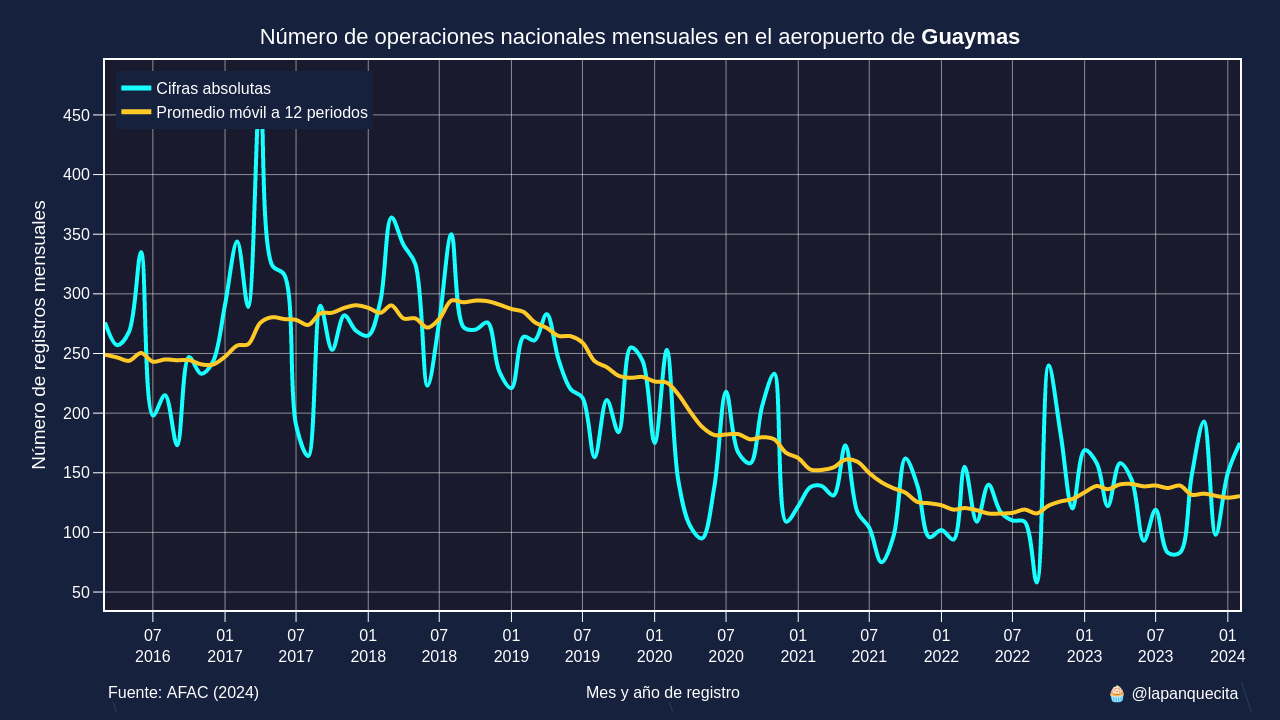 Número de operaciones nacionales mensuales en el aeropuerto de Guaymas
Cifras absolutas
Promedio móvil a 12 periodos
Número de registros mensuales
450
400
350
300
250
200
150
100
50
07 01 07 01 07 01 07 01 07 01 07 01 07 01 07 01
2016 2017 2017 2018 2018 2019 2019 2020 2020 2021 2021 2022 2022 2023 2023 2024
Fuente: AFAC (2024)
Mes y año de registro
🧁 @lapanquecita